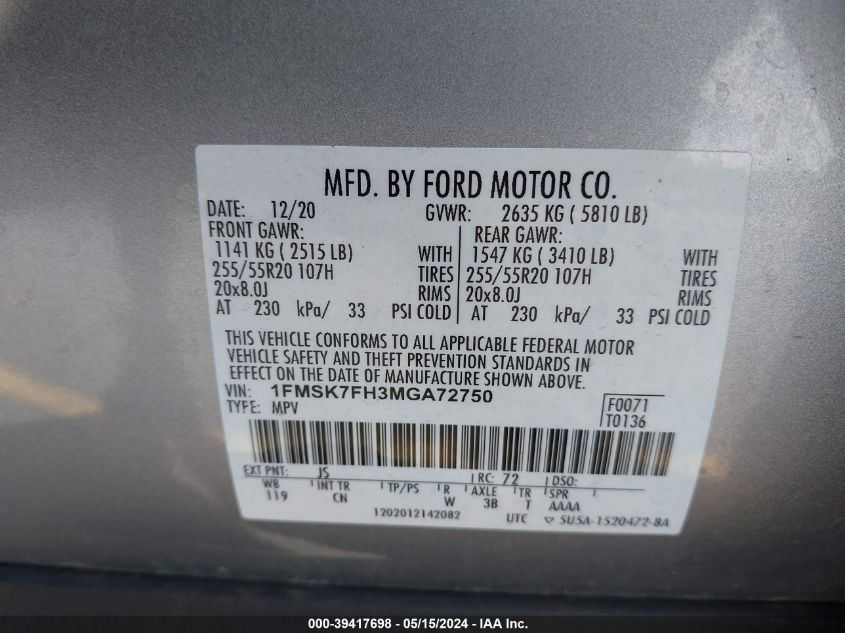 MFD. BY FORD MOTOR CO.
DATE: 12/20 GVWR: 2635 KG ( 5810 LB)
FRONT GAWR: REAR GAWR:
1141 KG ( 2515 LB) WITH 1547 KG ( 3410 LB) WITH
255/55R20 107H TIRES 255/55R20 107H TIRES
20x8.0J RIMS 20x8.0J RIMS
AT 230 kPa/ 33 PSI COLD AT 230 kPa/ 33 PSI COLD
THIS VEHICLE CONFORMS TO ALL APPLICABLE FEDERAL MOTOR
VEHICLE SAFETY AND THEFT PREVENTION STANDARDS IN
EFFECT ON THE DATE OF MANUFACTURE SHOWN ABOVE.
VIN: 1FMSK7FH3MGA72750 F0071
TYPE: MPV T0136
EXT PNT: JS RC: 72 DSO:
WB INT TR TP/PS R AXLE TR SPR
119 CN W 3B T AAAA
1202012142082 UTC ▽ 5U5A-1520472-BA
000-39417698 - 05/15/2024 - IAA Inc.